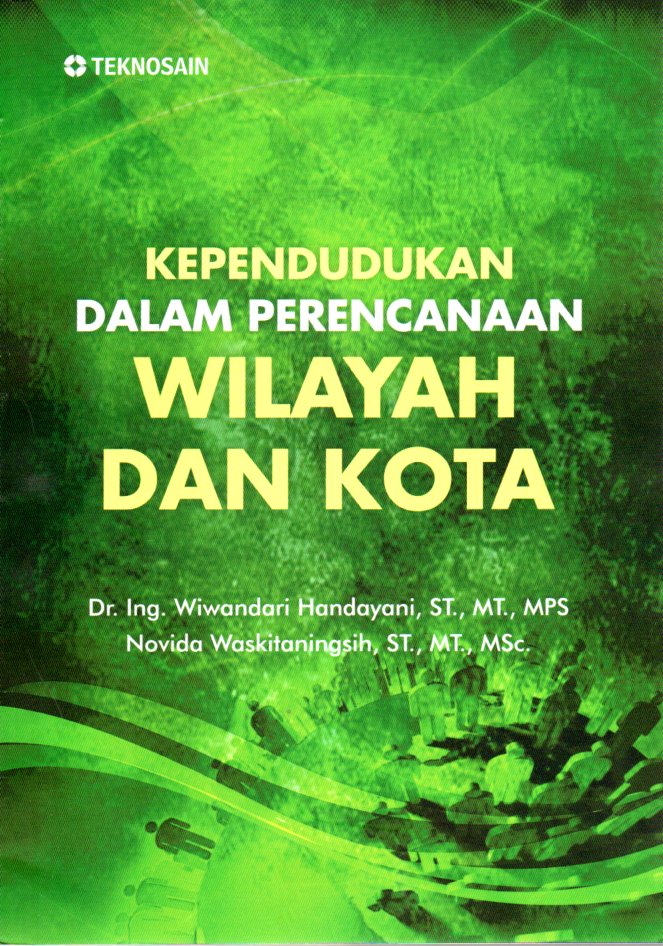 TEKNOSAIN
KEPENDUDUKAN
DALAM PERENCANAAN
WILAYAH
DAN KOTA
Dr. Ing. Wiwandari Handayani, ST., MT., MPS
Novida Waskitaningsih, ST., MT., MSc.